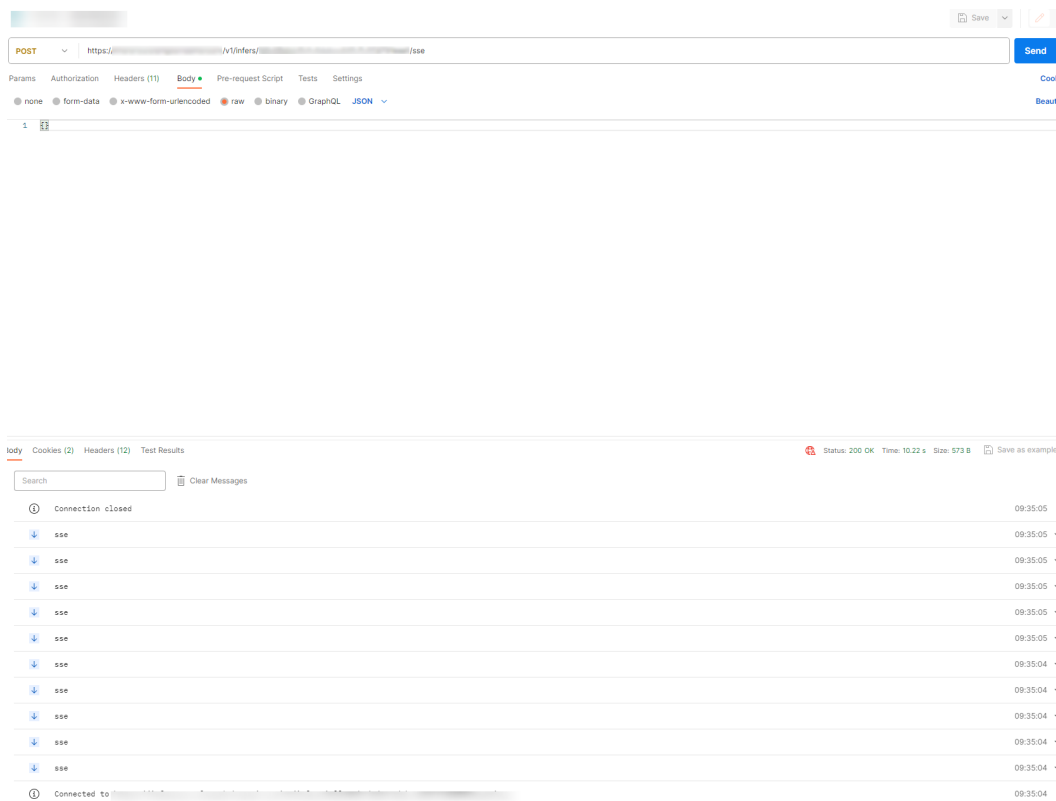 Save
POST https:// /v1/infers/ /sse Send
Params Authorization Headers (11) Body Pre-request Script Tests Settings
none form-data x-www-form-urlencoded raw binary GraphQL JSON
1 {}
Body Cookies (2) Headers (12) Test Results Status: 200 OK Time: 10.22 s Size: 573 B Save as example
Search Clear Messages
Connection closed 09:35:05
sse 09:35:05
sse 09:35:05
sse 09:35:05
sse 09:35:05
sse 09:35:05
sse 09:35:04
sse 09:35:04
sse 09:35:04
sse 09:35:04
sse 09:35:04
Connected to 09:35:04